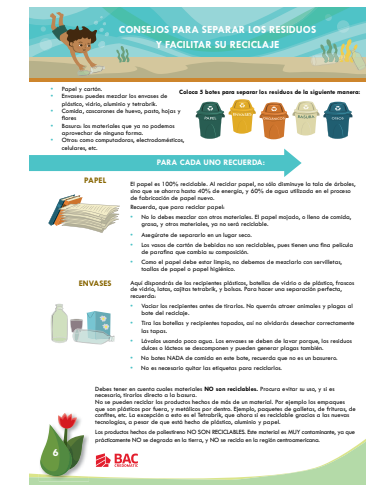 CONSEJOS PARA SEPARAR LOS RESIDUOS
Y FACILITAR SU RECICLAJE
• Papel y cartón.
• Envases: puedes mezclar los envases de
plástico, vidrio, aluminio y tetrabrik.
• Comida, cascarones de huevo, pasto, hojas y
flores
• Basura: los materiales que ya no podemos
aprovechar de ninguna forma.
• Otros como computadoras, electrodomésticos,
celulares, etc.
Coloca 5 botes para separar los residuos de la siguiente manera:
PAPEL
ENVASES
ORGANICOS
BASURA
PARA CADA UNO RECUERDA:
PAPEL
El papel es 100% reciclable. Al reciclar papel, no sólo disminuye la tala de árboles,
sino que se ahorra hasta 40% de energía, y 60% de agua utilizada en el proceso
de fabricación de papel nuevo.
Recuerda, que para reciclar papel:
• No lo debes mezclar con otros materiales. El papel mojado, o lleno de comida,
grasa, y otros materiales, ya no será reciclable.
• Asegúrate de separarlo en un lugar seco.
• Los vasos de cartón de bebidas no son reciclables, pues tienen una fina película
de parafina que cambia su composición.
• Como el papel debe estar limpio, no debemos de mezclarlo con servilletas,
toallas de papel o papel higiénico.
ENVASES
Aquí dispondrás de los recipientes plásticos, botellas de vidrio o de plástico, frascos
de vidrio, latas, cajitas tetrabrik, y bolsas. Para hacer una separación perfecta,
recuerda:
• Vaciar los recipientes antes de tirarlos. No querrás atraer animales y plagas al
bote del reciclaje.
• Tira las botellas y recipientes tapados, así no olvidarás desechar correctamente
las tapas.
• Lávalos usando poco agua. Los envases se deben de lavar porque, los residuos
dulces o lácteos se descomponen y pueden generar plagas también.
• No botes NADA de comida en este bote, recuerda que no es un basurero.
• No es necesario quitar las etiquetas para reciclarlos.
Debes tener en cuenta cuales materiales NO son reciclables. Procura evitar su uso, y si es
necesario, tirarlos directo a la basura.
No se pueden reciclar los productos hechos de más de un material. Por ejemplo los empaques
que son plásticos por fuera, y metálicos por dentro. Ejemplo, paquetes de galletas, de frituras, de
confites, etc. La excepción a esto es el Tetrabrik, que ahora sí es reciclable gracias a las nuevas
tecnologías, a pesar de que está hecho de plástico, aluminio y papel.
Los productos hechos de poliestireno NO SON RECICLABLES. Este material es MUY contaminante, ya que
prácticamente NO se degrada en la tierra, y NO se recicla en la región centroamericana.
6
BAC
CREDOMATIC